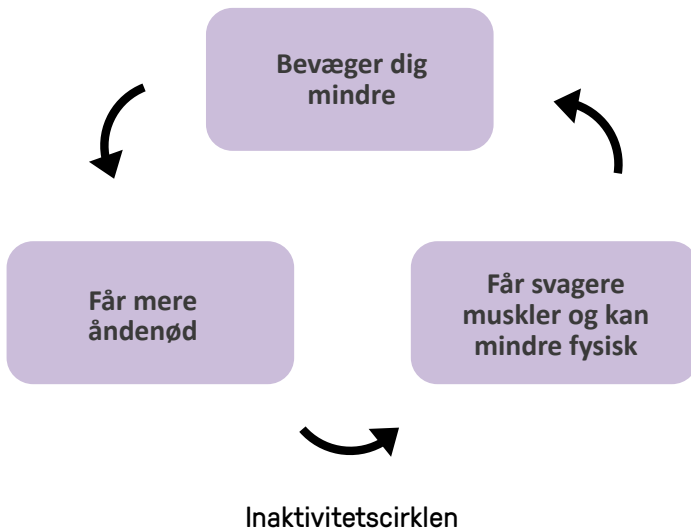 Bevæger dig
mindre
Får mere
åndenød
Får svagere
muskler og kan
mindre fysisk
Inaktivitetscirklen